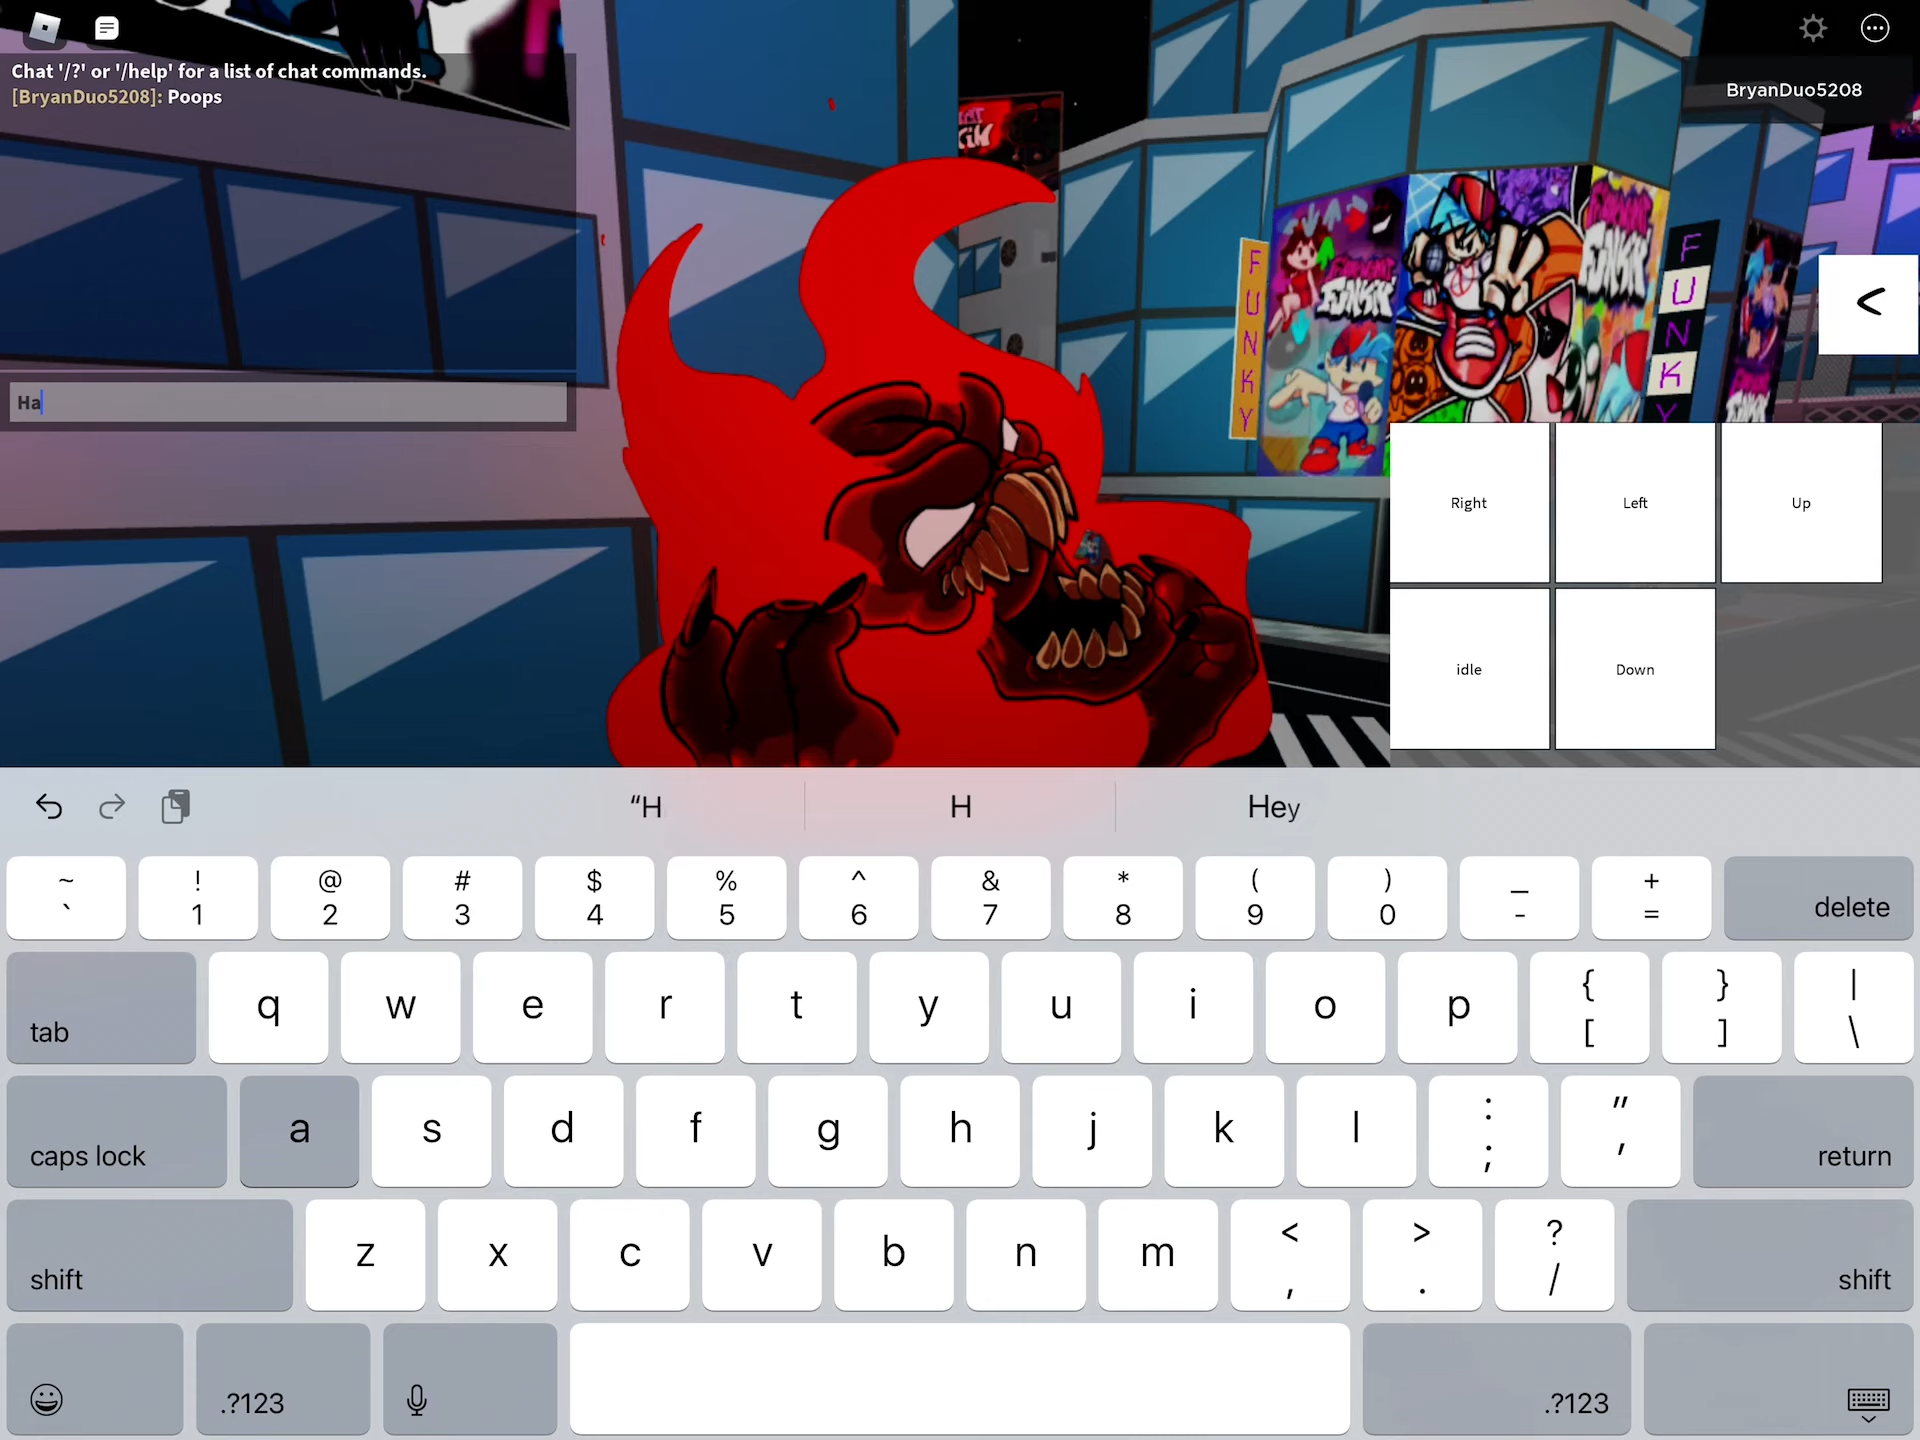 Chat '/?' or '/help' for a list of chat commands.
[BryanDuo5208]: Poops
BryanDuo5208
Ha
FUNKY
FUNKIN
FUNKIN
FUNKY
<
Right
Left
Up
idle
Down
“H
H
Hey
~ ! @ # $ % ^ & * ( ) _ +
` 1 2 3 4 5 6 7 8 9 0 - = delete
tab q w e r t y u i o p { [ } ] | \
caps lock a s d f g h j k l : ; " ' return
shift z x c v b n m < , > . ? / shift
.?123
.?123